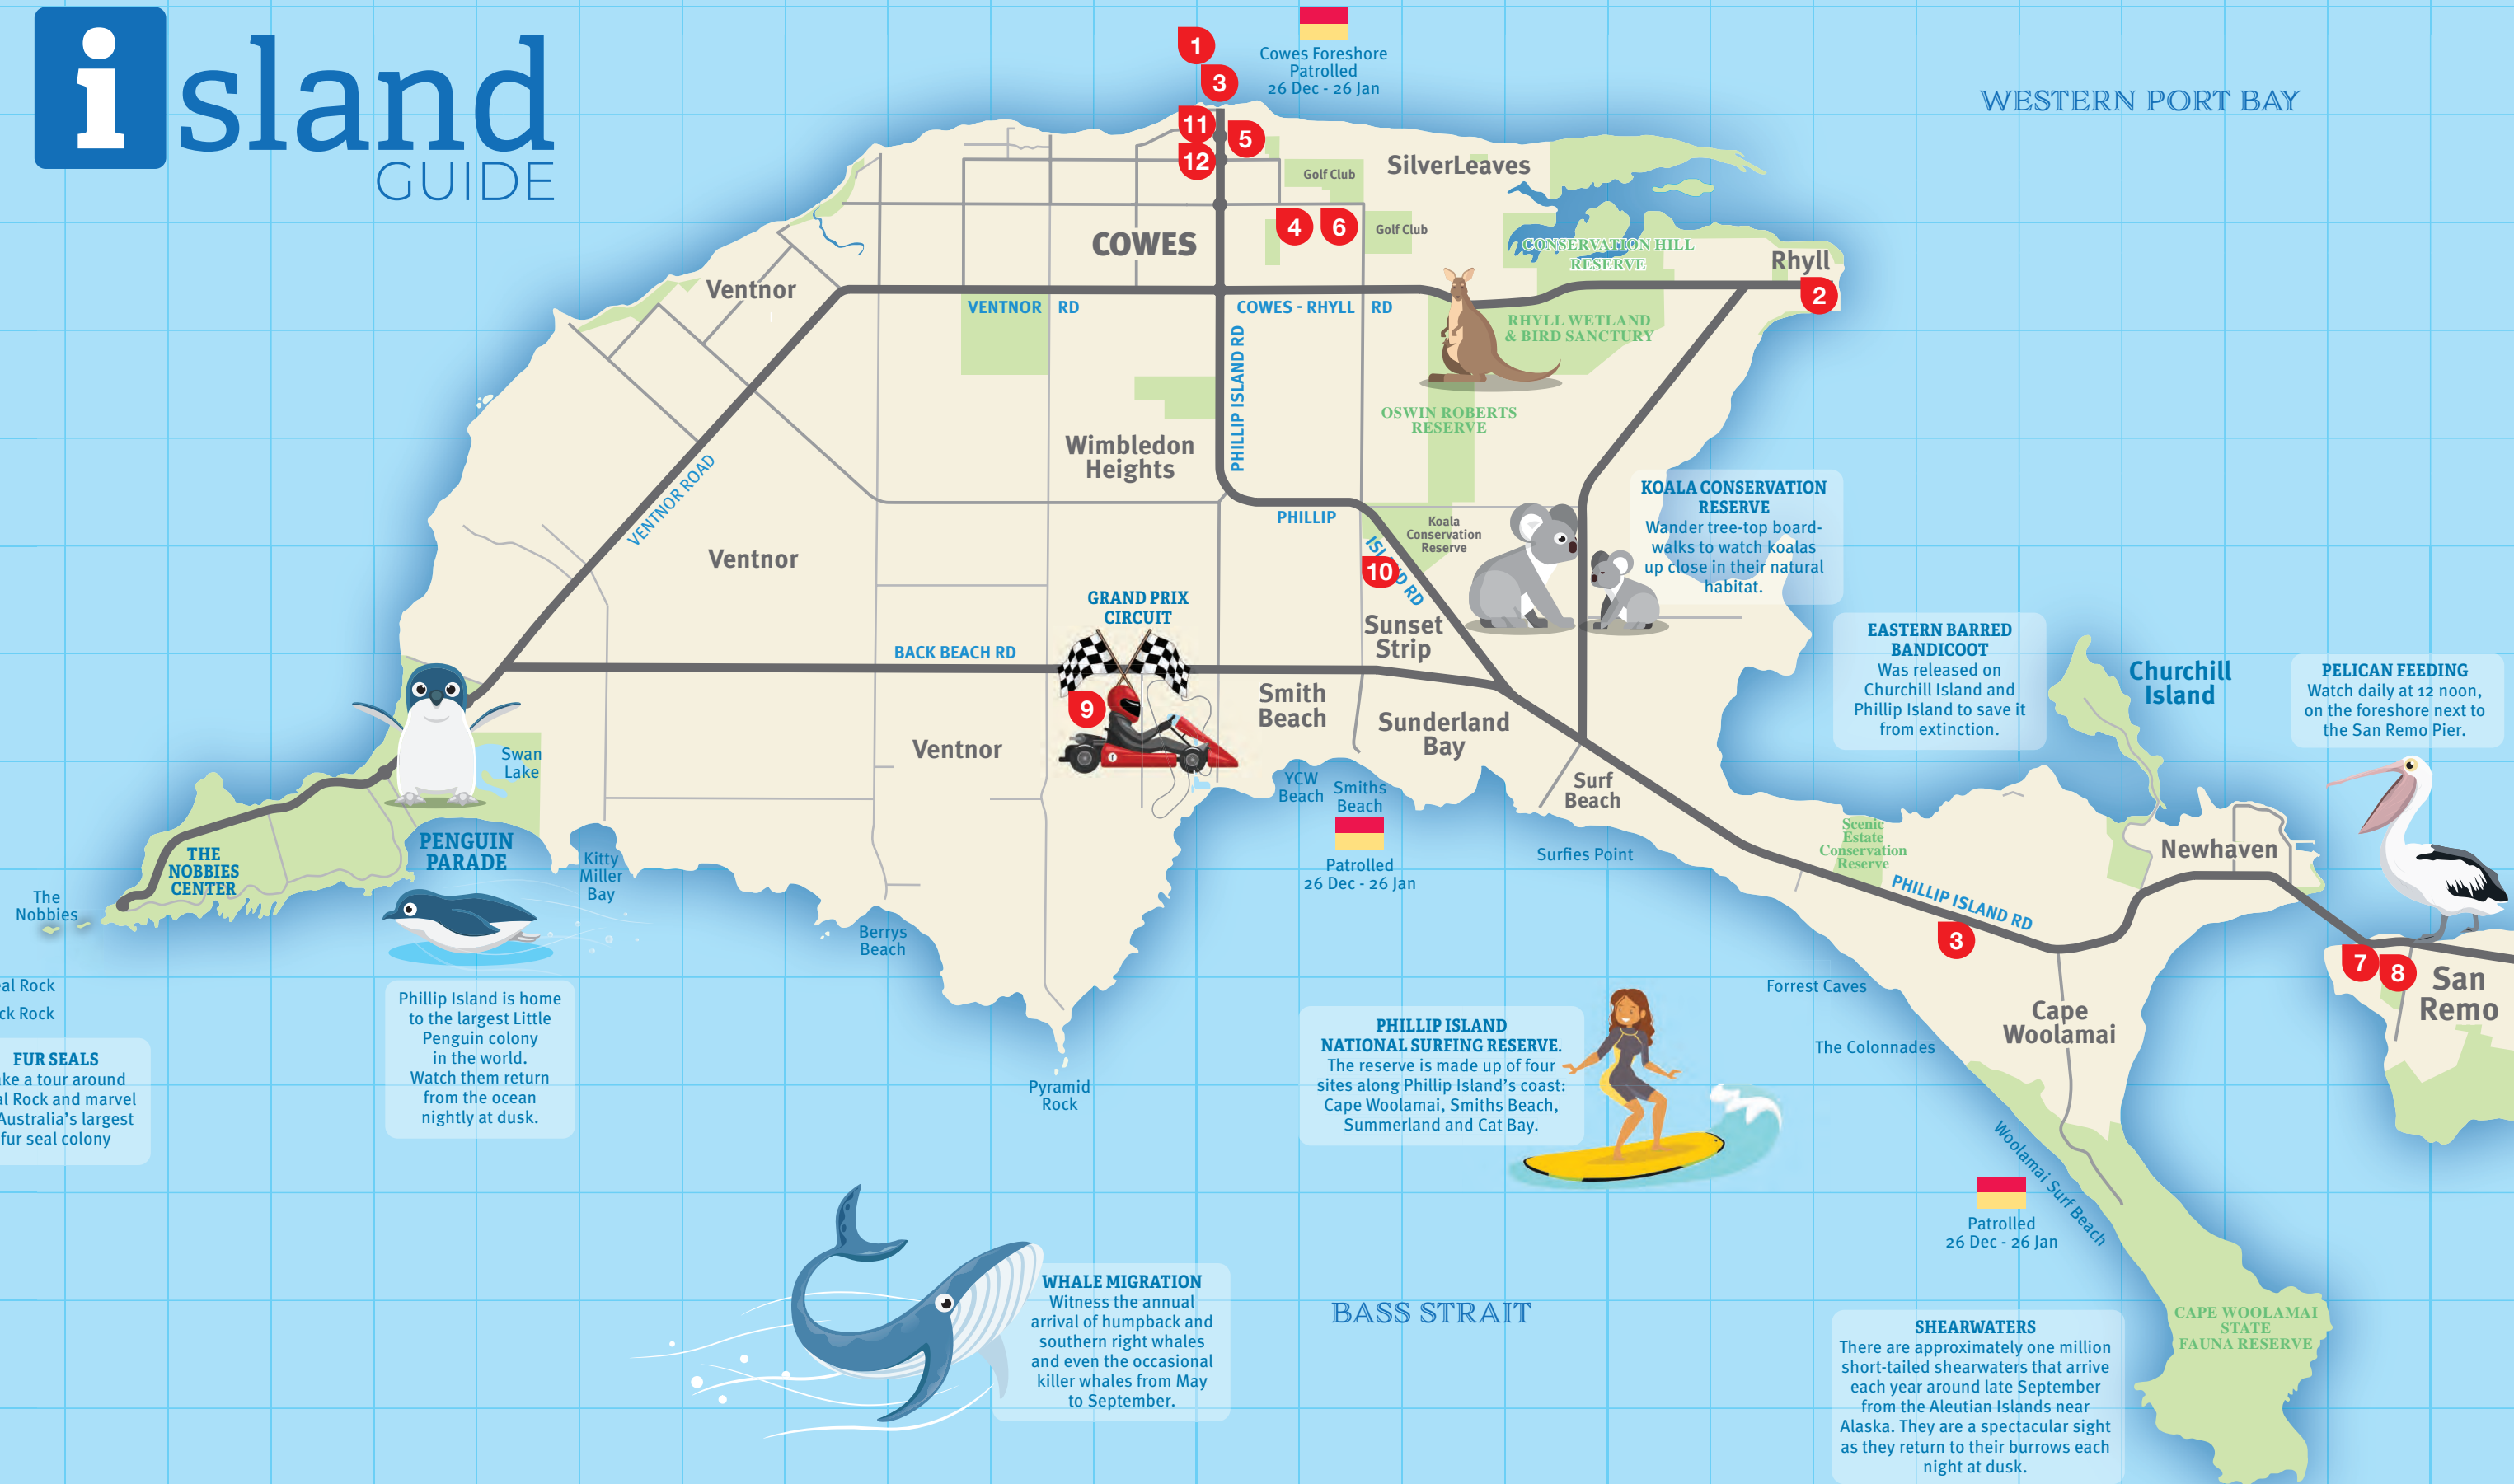 island
GUIDE
1
3
Cowes Foreshore
Patrolled
26 Dec - 26 Jan
WESTERN PORT BAY
11
5
12
Golf Club
SilverLeaves
4
6
Golf Club
COWES
CONSERVATION HILL
RESERVE
Rhyll
2
Ventnor
VENTNOR RD
COWES - RHYLL RD
RHYLL WETLAND
& BIRD SANCTURY
PHILLIP ISLAND RD
OSWIN ROBERTS
RESERVE
Wimbledon
Heights
VENTNOR ROAD
PHILLIP
ISLAND RD
10
Koala
Conservation
Reserve
KOALA CONSERVATION
RESERVE
Wander tree-top board-
walks to watch koalas
up close in their natural
habitat.
Ventnor
GRAND PRIX
CIRCUIT
BACK BEACH RD
Sunset
Strip
EASTERN BARRED
BANDICOOT
Was released on
Churchill Island and
Phillip Island to save it
from extinction.
Churchill
Island
PELICAN FEEDING
Watch daily at 12 noon,
on the foreshore next to
the San Remo Pier.
9
Smith
Beach
Sunderland
Bay
Ventnor
Swan
Lake
YCW
Beach
Smiths
Beach
Patrolled
26 Dec - 26 Jan
Surf
Beach
Surfies Point
Scenic
Estate
Conservation
Reserve
Newhaven
PENGUIN
PARADE
THE
NOBBIES
CENTER
Kitty
Miller
Bay
The
Nobbies
Berrys
Beach
PHILLIP ISLAND RD
3
7
8
San
Remo
Forrest Caves
Cape
Woolamai
The Colonnades
eal Rock
ck Rock
FUR SEALS
ke a tour around
al Rock and marvel
Australia's largest
fur seal colony
Phillip Island is home
to the largest Little
Penguin colony
in the world.
Watch them return
from the ocean
nightly at dusk.
Pyramid
Rock
PHILLIP ISLAND
NATIONAL SURFING RESERVE.
The reserve is made up of four
sites along Phillip Island's coast:
Cape Woolamai, Smiths Beach,
Summerland and Cat Bay.
Woolamai Surf Beach
Patrolled
26 Dec - 26 Jan
WHALE MIGRATION
Witness the annual
arrival of humpback and
southern right whales
and even the occasional
killer whales from May
to September.
BASS STRAIT
SHEARWATERS
There are approximately one million
short-tailed shearwaters that arrive
each year around late September
from the Aleutian Islands near
Alaska. They are a spectacular sight
as they return to their burrows each
night at dusk.
CAPE WOOLAMAI
STATE
FAUNA RESERVE